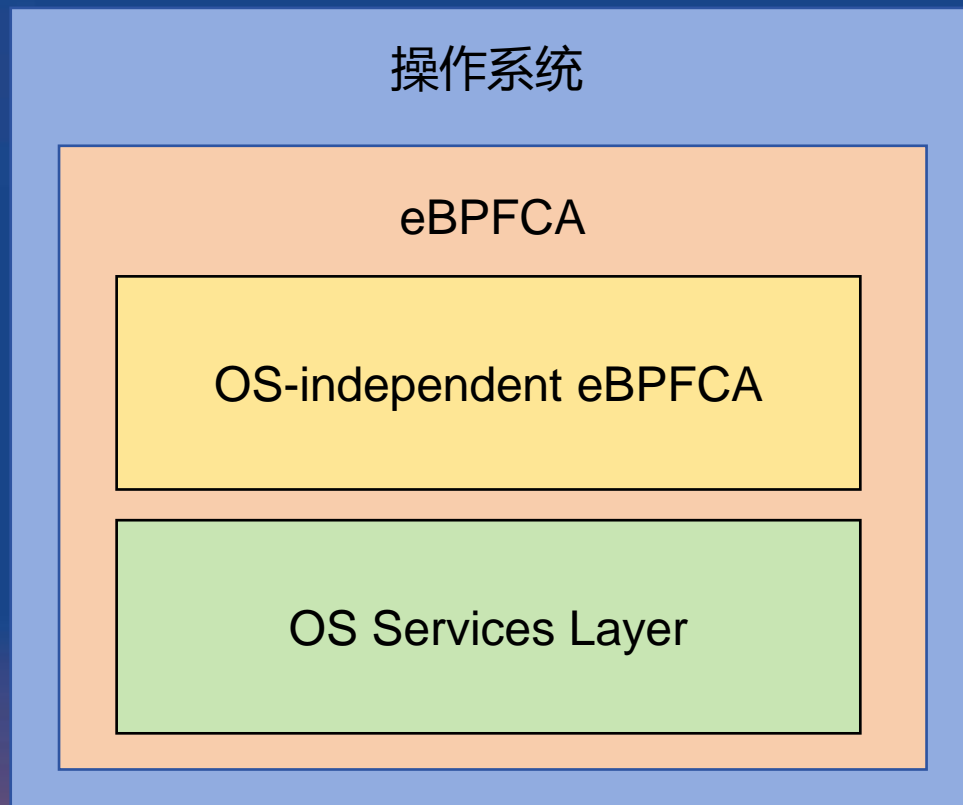 操作系统
eBPFCA
OS-independent eBPFCA
OS Services Layer